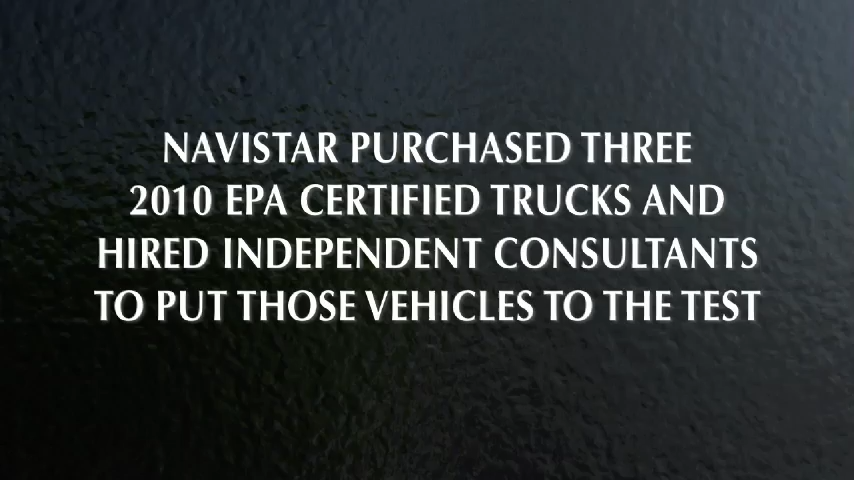 NAVISTAR PURCHASED THREE
2010 EPA CERTIFIED TRUCKS AND
HIRED INDEPENDENT CONSULTANTS
TO PUT THOSE VEHICLES TO THE TEST